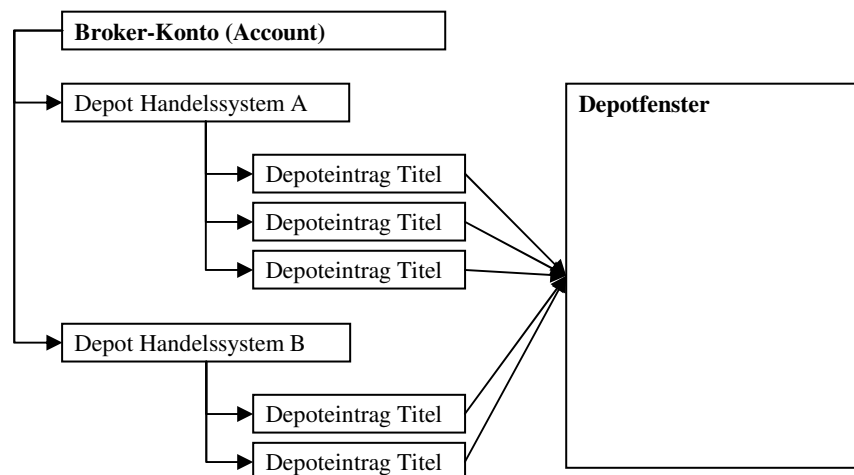 Broker-Konto (Account)
Depot Handelssystem A
Depotfenster
Depoteintrag Titel
Depoteintrag Titel
Depoteintrag Titel
Depot Handelssystem B
Depoteintrag Titel
Depoteintrag Titel